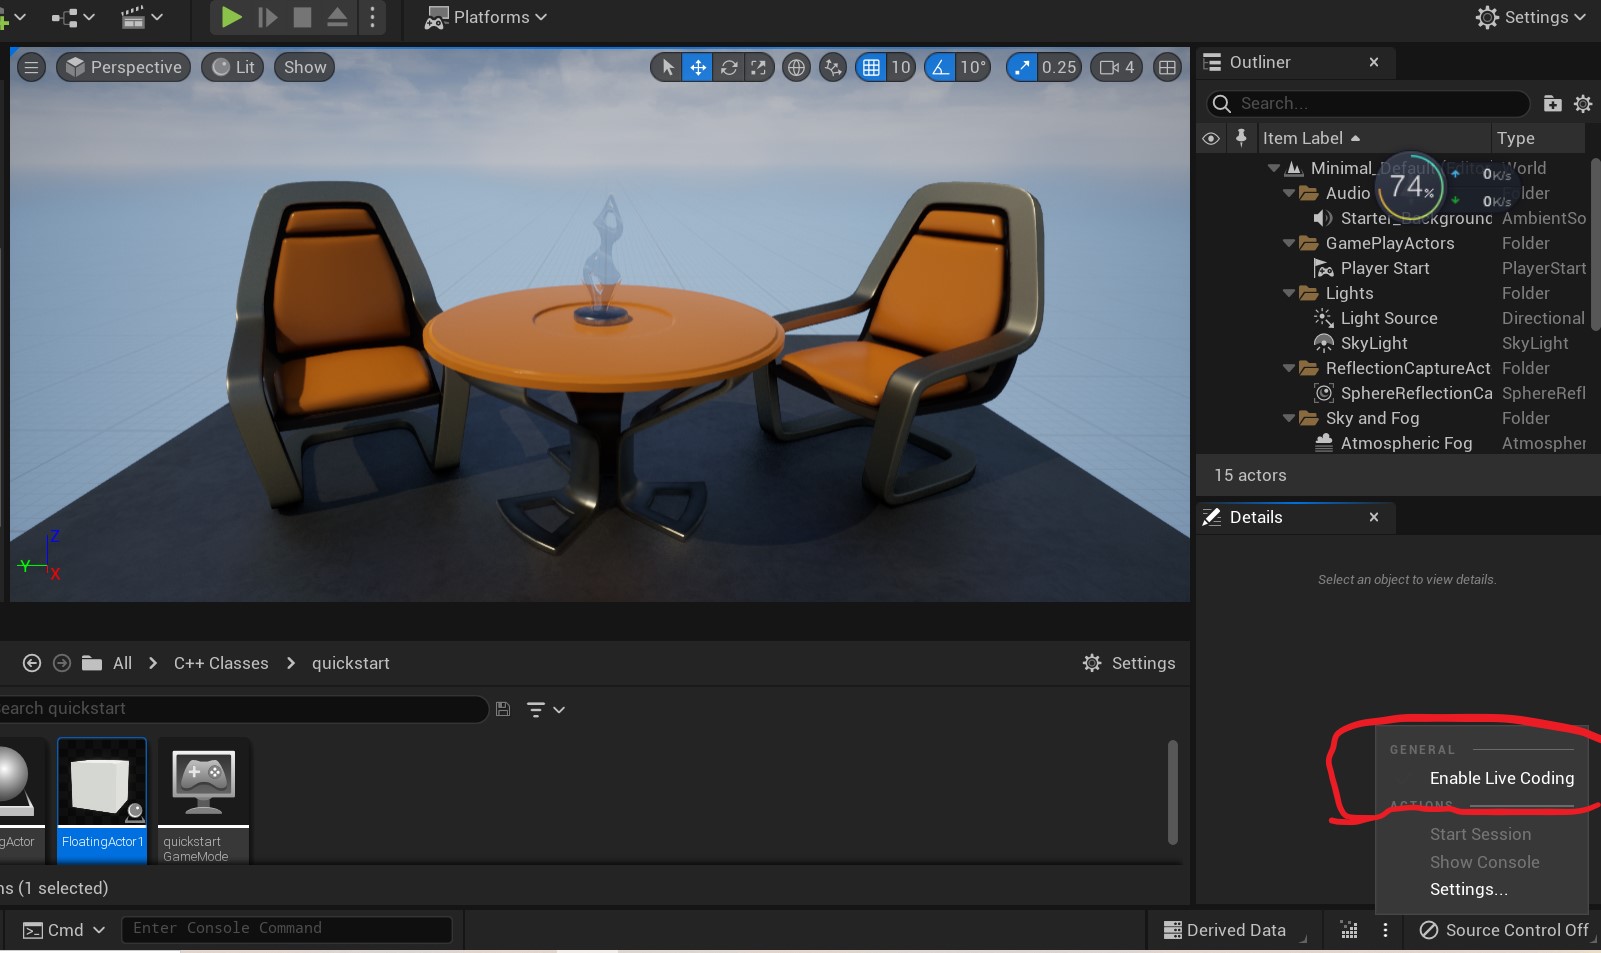 Platforms
Settings
Perspective
Lit
Show
10
10°
0.25
4
Outliner
Search...
Item Label
Type
Minimal_Default (Editor
World
Audio
74%
0K/s
0K/s
Starter_Background
AmbientSo
GamePlayActors
Folder
Player Start
PlayerStart
Lights
Folder
Light Source
Directional
SkyLight
SkyLight
ReflectionCaptureAct
Folder
SphereReflectionCa
SphereRefl
Sky and Fog
Folder
Atmospheric Fog
Atmospher
15 actors
Details
Select an object to view details.
Z
Y
X
All
C++ Classes
quickstart
Settings
earch quickstart
gActor
FloatingActor1
quickstart
GameMode
ns (1 selected)
GENERAL
Enable Live Coding
ACTIONS
Start Session
Show Console
Settings...
Cmd
Enter Console Command
Derived Data
Source Control Off